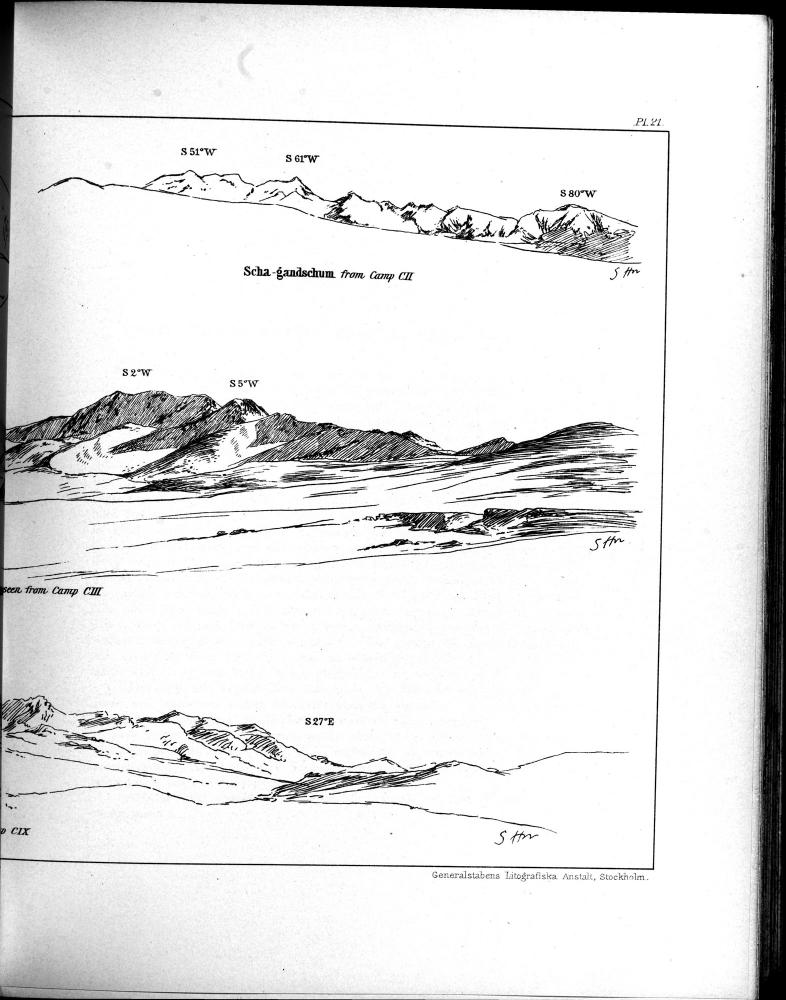 Pl. 21
S 51° W
S 61° W
S 80° W
Scha-gandschum from Camp CII
S Hn
S 2° W
S 5° W
S Hn
seen from Camp CIII
S 27° E
CIX
S Hn
Generalstabens Litografiska Anstalt, Stockholm.